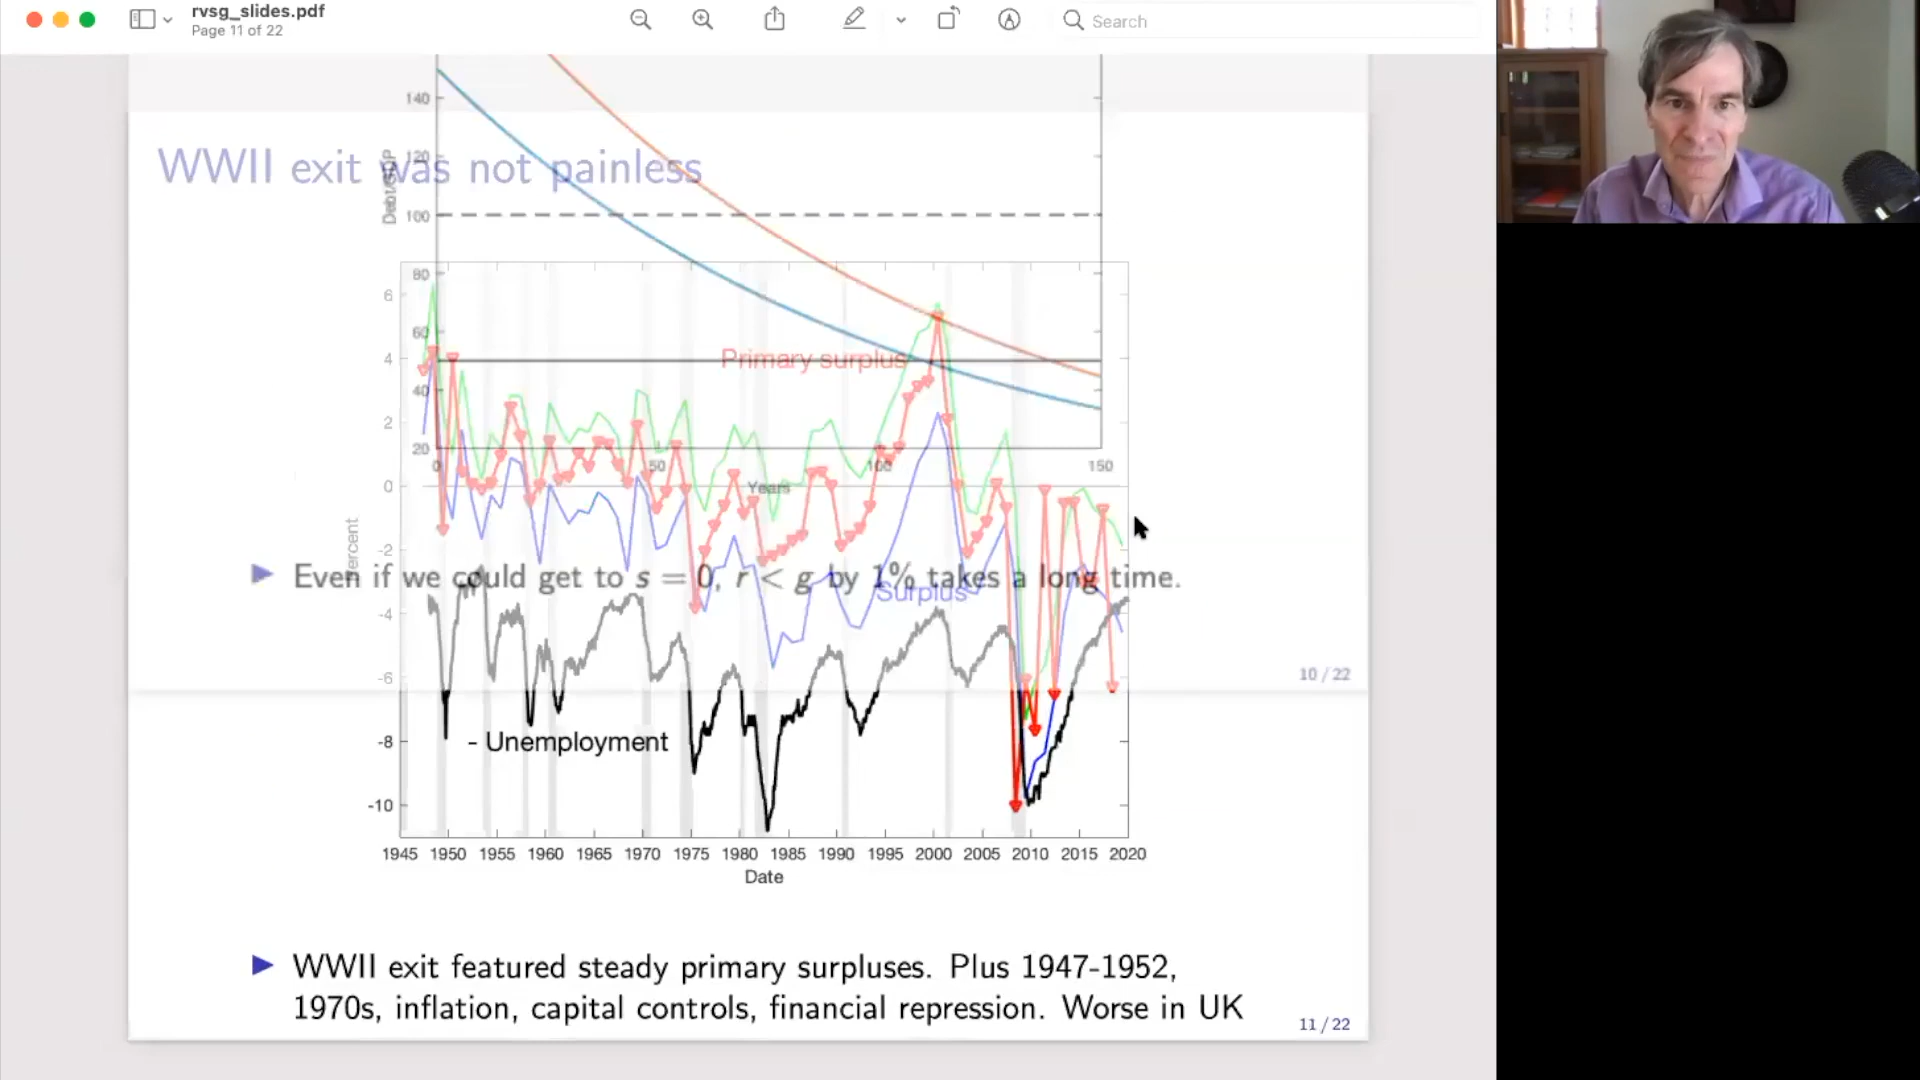 rvsg_slides.pdf
Page 11 of 22
Search
WWII exit was not painless
140
120
100
80
60
40
20
Debt/GDP
0
50
100
150
Years
6
4
2
0
-2
-4
-6
-8
-10
Percent
Primary surplus
Surplus
Even if we could get to s = 0, r < g by 1% takes a long time.
10 / 22
- Unemployment
1945 1950 1955 1960 1965 1970 1975 1980 1985 1990 1995 2000 2005 2010 2015 2020
Date
WWII exit featured steady primary surpluses. Plus 1947-1952,
1970s, inflation, capital controls, financial repression. Worse in UK
11 / 22